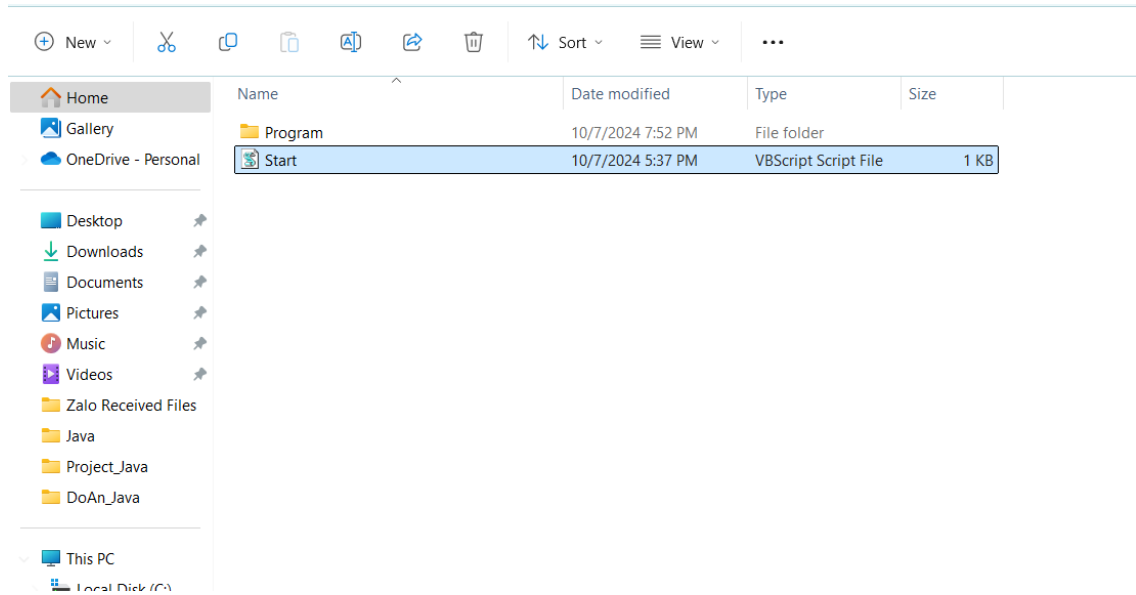 New Sort View
Name Date modified Type Size
Home
Gallery
OneDrive - Personal
Desktop
Downloads
Documents
Pictures
Music
Videos
Zalo Received Files
Java
Project_Java
DoAn_Java
This PC
Local Disk (C:)
Program 10/7/2024 7:52 PM File folder
Start 10/7/2024 5:37 PM VBScript Script File 1 KB